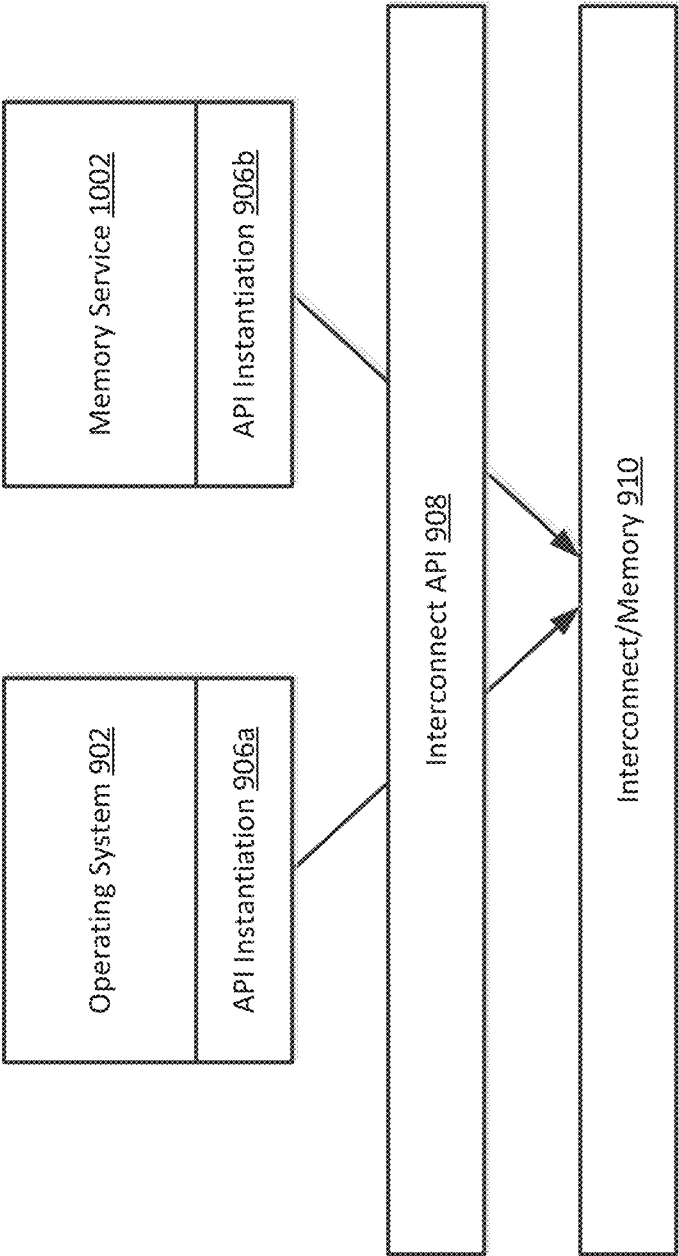 Operating System 902
API Instantiation 906a
Memory Service 1002
API Instantiation 906b
Interconnect API 908
Interconnect/Memory 910